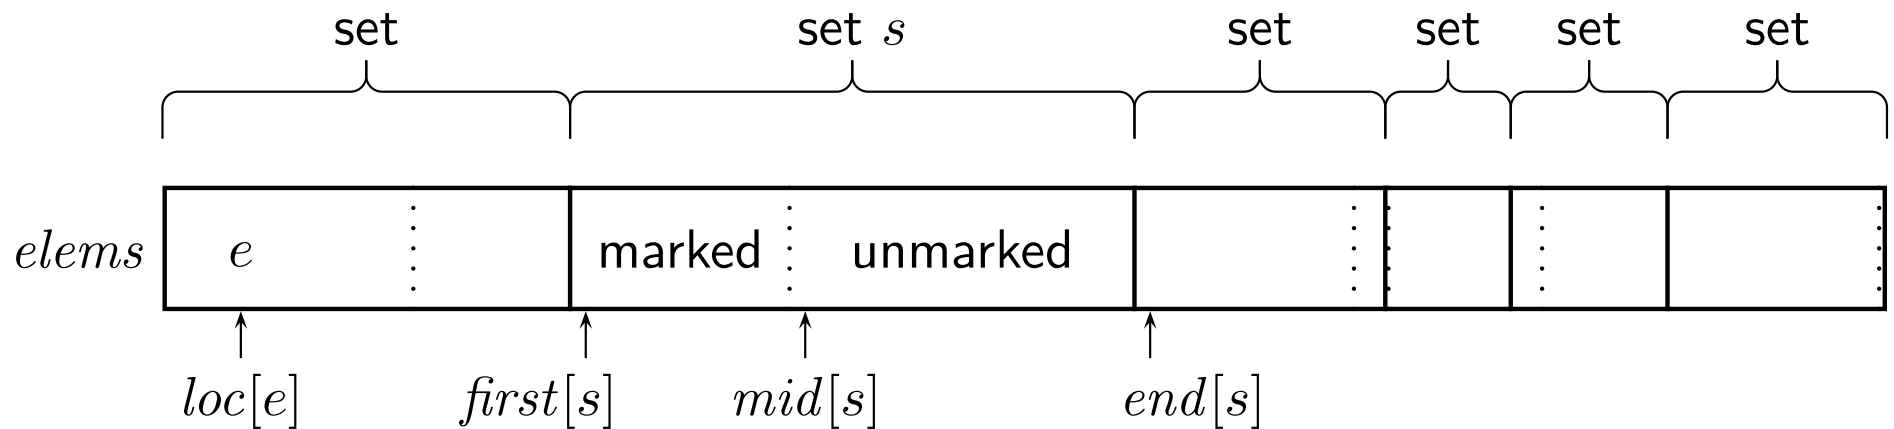 set set s set set set set
elems e marked unmarked
loc[e] first[s] mid[s] end[s]